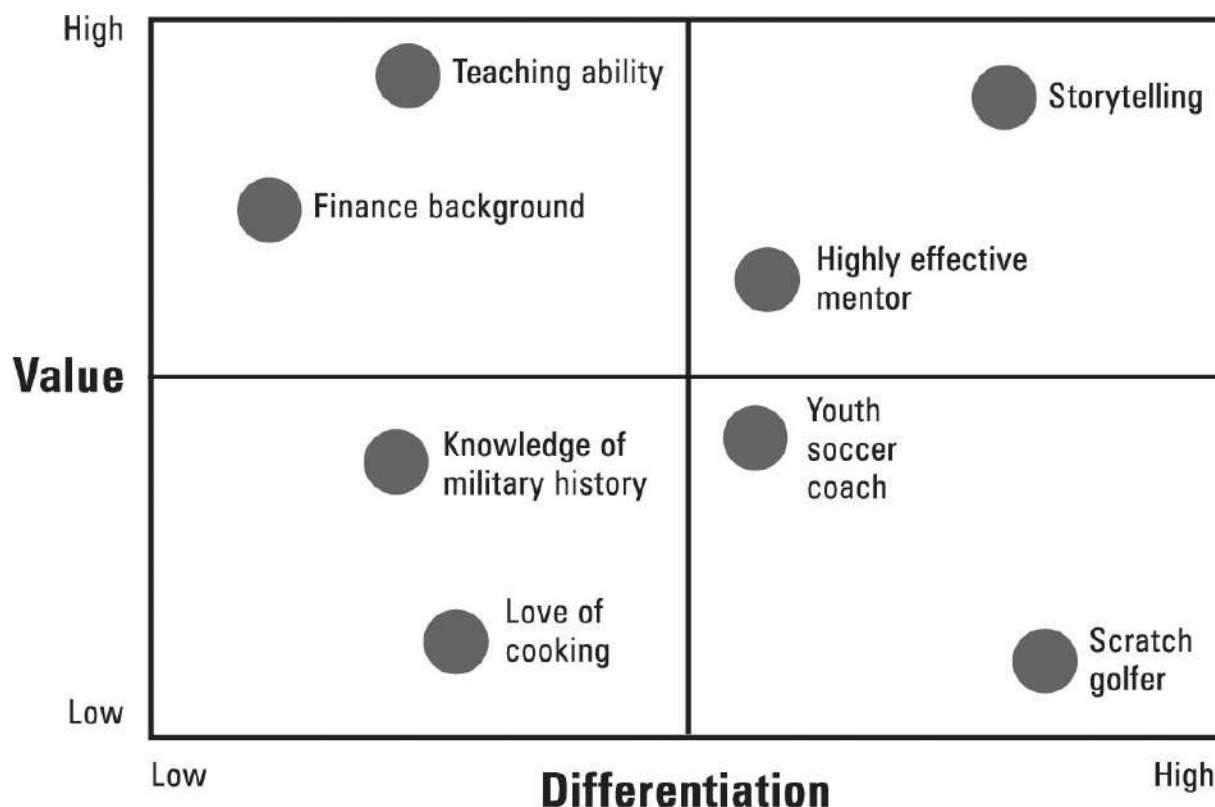 High
Teaching ability
Storytelling
Finance background
Highly effective
mentor
Value
Youth
soccer
coach
Knowledge of
military history
Love of
cooking
Scratch
golfer
Low
Low
Differentiation
High